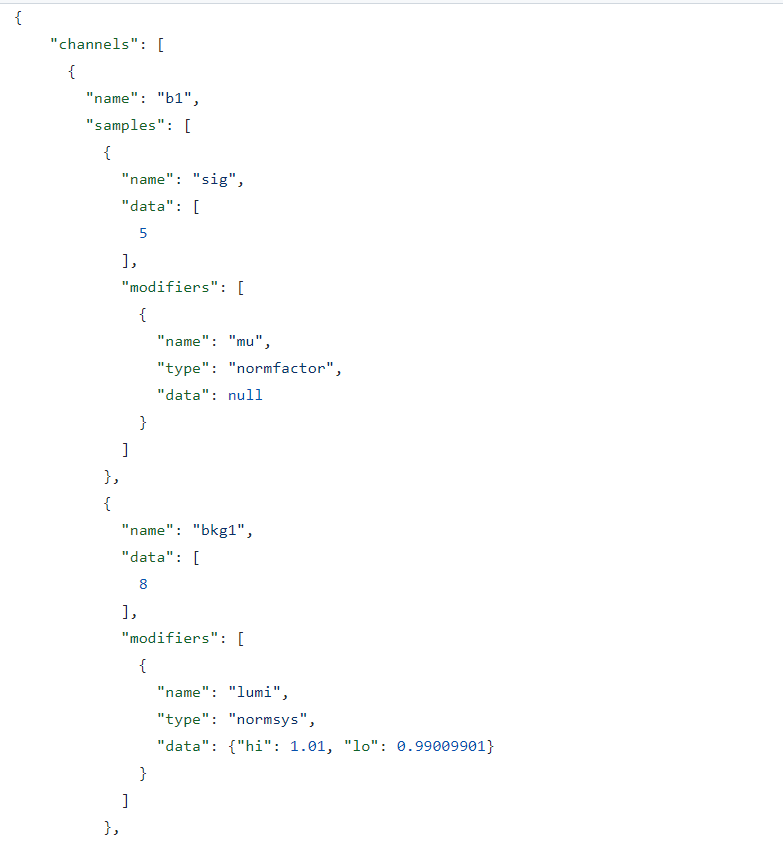 {
    "channels": [
      {
        "name": "b1",
        "samples": [
          {
            "name": "sig",
            "data": [
              5
            ],
            "modifiers": [
              {
                "name": "mu",
                "type": "normfactor",
                "data": null
              }
            ]
          },
          {
            "name": "bkg1",
            "data": [
              8
            ],
            "modifiers": [
              {
                "name": "lumi",
                "type": "normsys",
                "data": {"hi": 1.01, "lo": 0.99009901}
              }
            ]
          },